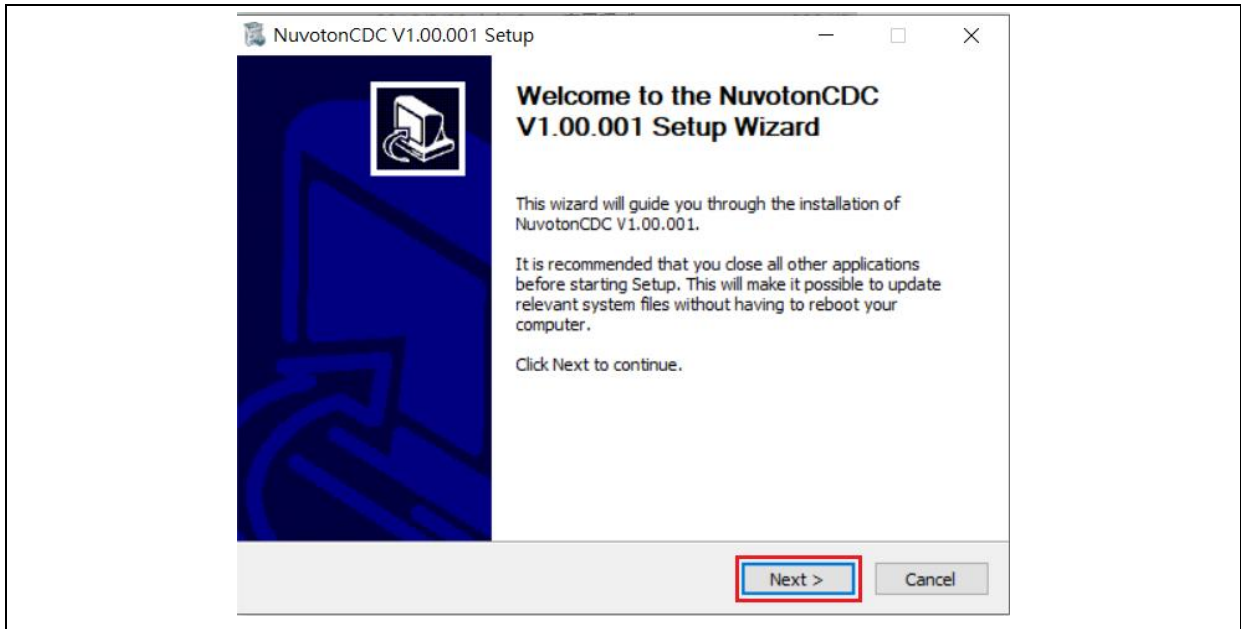 NuvotonCDC V1.00.001 Setup
Welcome to the NuvotonCDC
V1.00.001 Setup Wizard
This wizard will guide you through the installation of
NuvotonCDC V1.00.001.
It is recommended that you close all other applications
before starting Setup. This will make it possible to update
relevant system files without having to reboot your
computer.
Click Next to continue.
Next >
Cancel